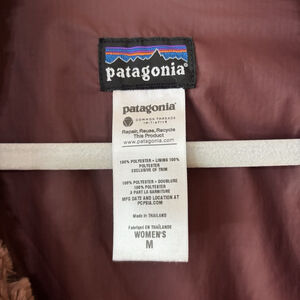 patagonia
patagonia
COMMON THREADS
INITIATIVE
Repair, Reuse, Recycle
This Product
www.patagonia.com
100% POLYESTER • LINING 100%
POLYESTER
EXCLUSIVE OF TRIM
100% POLYESTER • DOUBLURE
100% POLYESTER
A PART LA GARNITURE
MFG DATE AND LOCATION AT
PCPSIA.COM
Made in THAILAND
Fabriqué EN THAÏLANDE
WOMEN'S
M